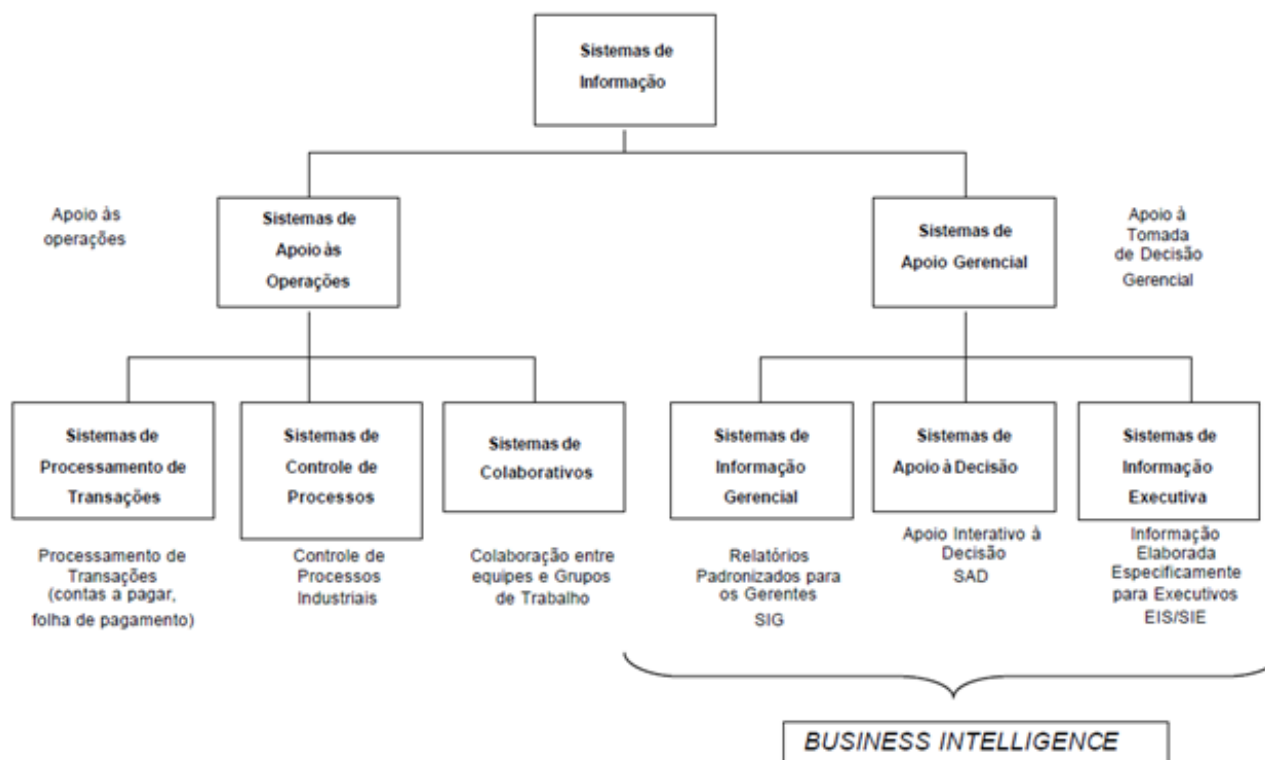 Sistemas de
Informação
Apoio às
operações
Sistemas de
Apoio às
Operações
Sistemas de
Apoio Gerencial
Apoio à
Tomada
de Decisão
Gerencial
Sistemas de
Processamento de
Transações
Sistemas de
Controle de
Processos
Sistemas de
Colaborativos
Sistemas de
Informação
Gerencial
Sistemas de
Apoio à Decisão
Sistemas de
Informação
Executiva
Processamento de
Transações
(contas a pagar,
folha de pagamento)
Controle de
Processos
Industriais
Colaboração entre
equipes e Grupos
de Trabalho
Relatórios
Padronizados para
os Gerentes
SIG
Apoio Interativo à
Decisão
SAD
Informação
Elaborada
Especificamente
para Executivos
EIS/SIE
BUSINESS INTELLIGENCE